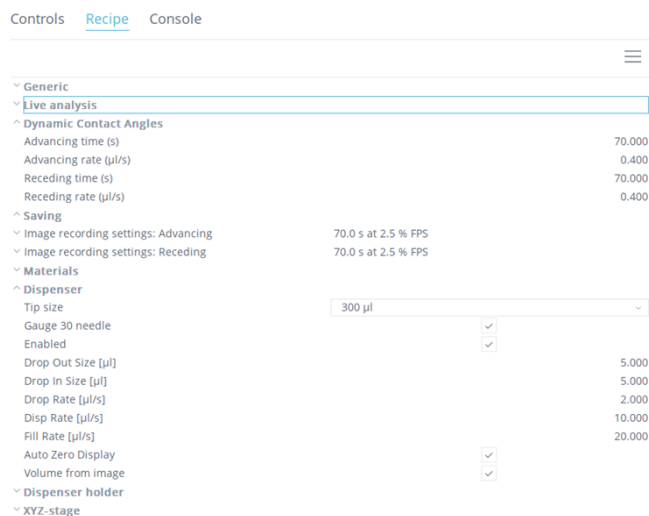 Controls Recipe Console
Generic
Live analysis
Dynamic Contact Angles
Advancing time (s) 70.000
Advancing rate (µl/s) 0.400
Receding time (s) 70.000
Receding rate (µl/s) 0.400
Saving
Image recording settings: Advancing 70.0 s at 2.5 % FPS
Image recording settings: Receding 70.0 s at 2.5 % FPS
Materials
Dispenser
Tip size 300 µl
Gauge 30 needle
Enabled
Drop Out Size [µl] 5.000
Drop In Size [µl] 5.000
Drop Rate [µl/s] 2.000
Disp Rate [µl/s] 10.000
Fill Rate [µl/s] 20.000
Auto Zero Display
Volume from image
Dispenser holder
XYZ-stage